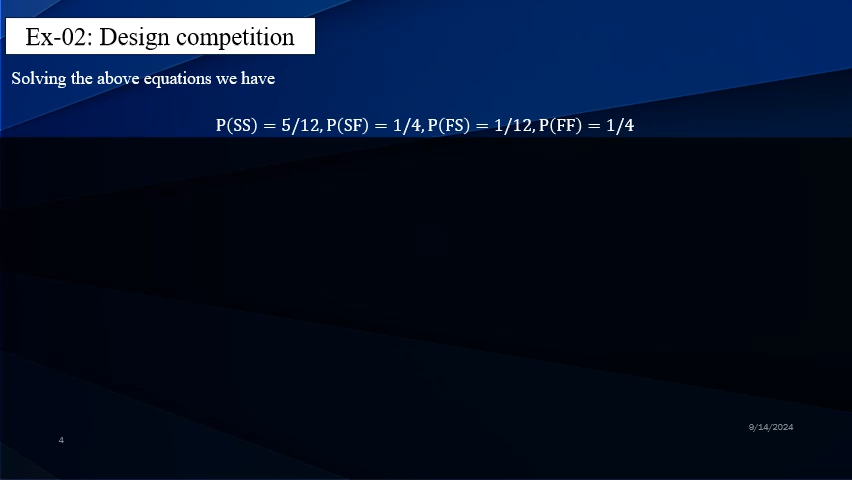 Ex-02: Design competition
Solving the above equations we have
P(SS) = 5/12, P(SF) = 1/4, P(FS) = 1/12, P(FF) = 1/4
9/14/2024
4